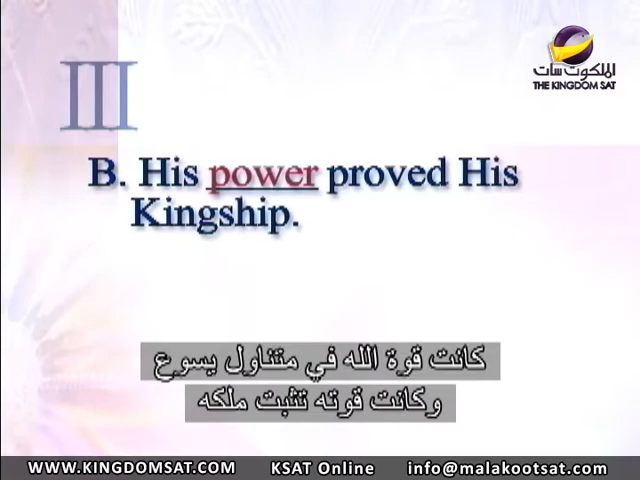 الملكوت سات
THE KINGDOM SAT
III
B. His power proved His
Kingship.
كانت قوة الله في متناول يسوع
وكانت قوته تثبت ملكه
WWW.KINGDOMSAT.COM KSAT Online info@malakootsat.com